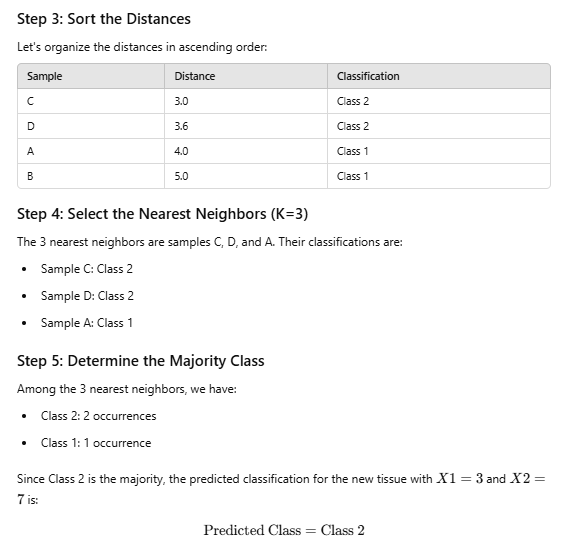 Step 3: Sort the Distances
Let's organize the distances in ascending order:
Sample Distance Classification
C 3.0 Class 2
D 3.6 Class 2
A 4.0 Class 1
B 5.0 Class 1
Step 4: Select the Nearest Neighbors (K=3)
The 3 nearest neighbors are samples C, D, and A. Their classifications are:
• Sample C: Class 2
• Sample D: Class 2
• Sample A: Class 1
Step 5: Determine the Majority Class
Among the 3 nearest neighbors, we have:
• Class 2: 2 occurrences
• Class 1: 1 occurrence
Since Class 2 is the majority, the predicted classification for the new tissue with X1 = 3 and X2 =
7 is:
Predicted Class = Class 2